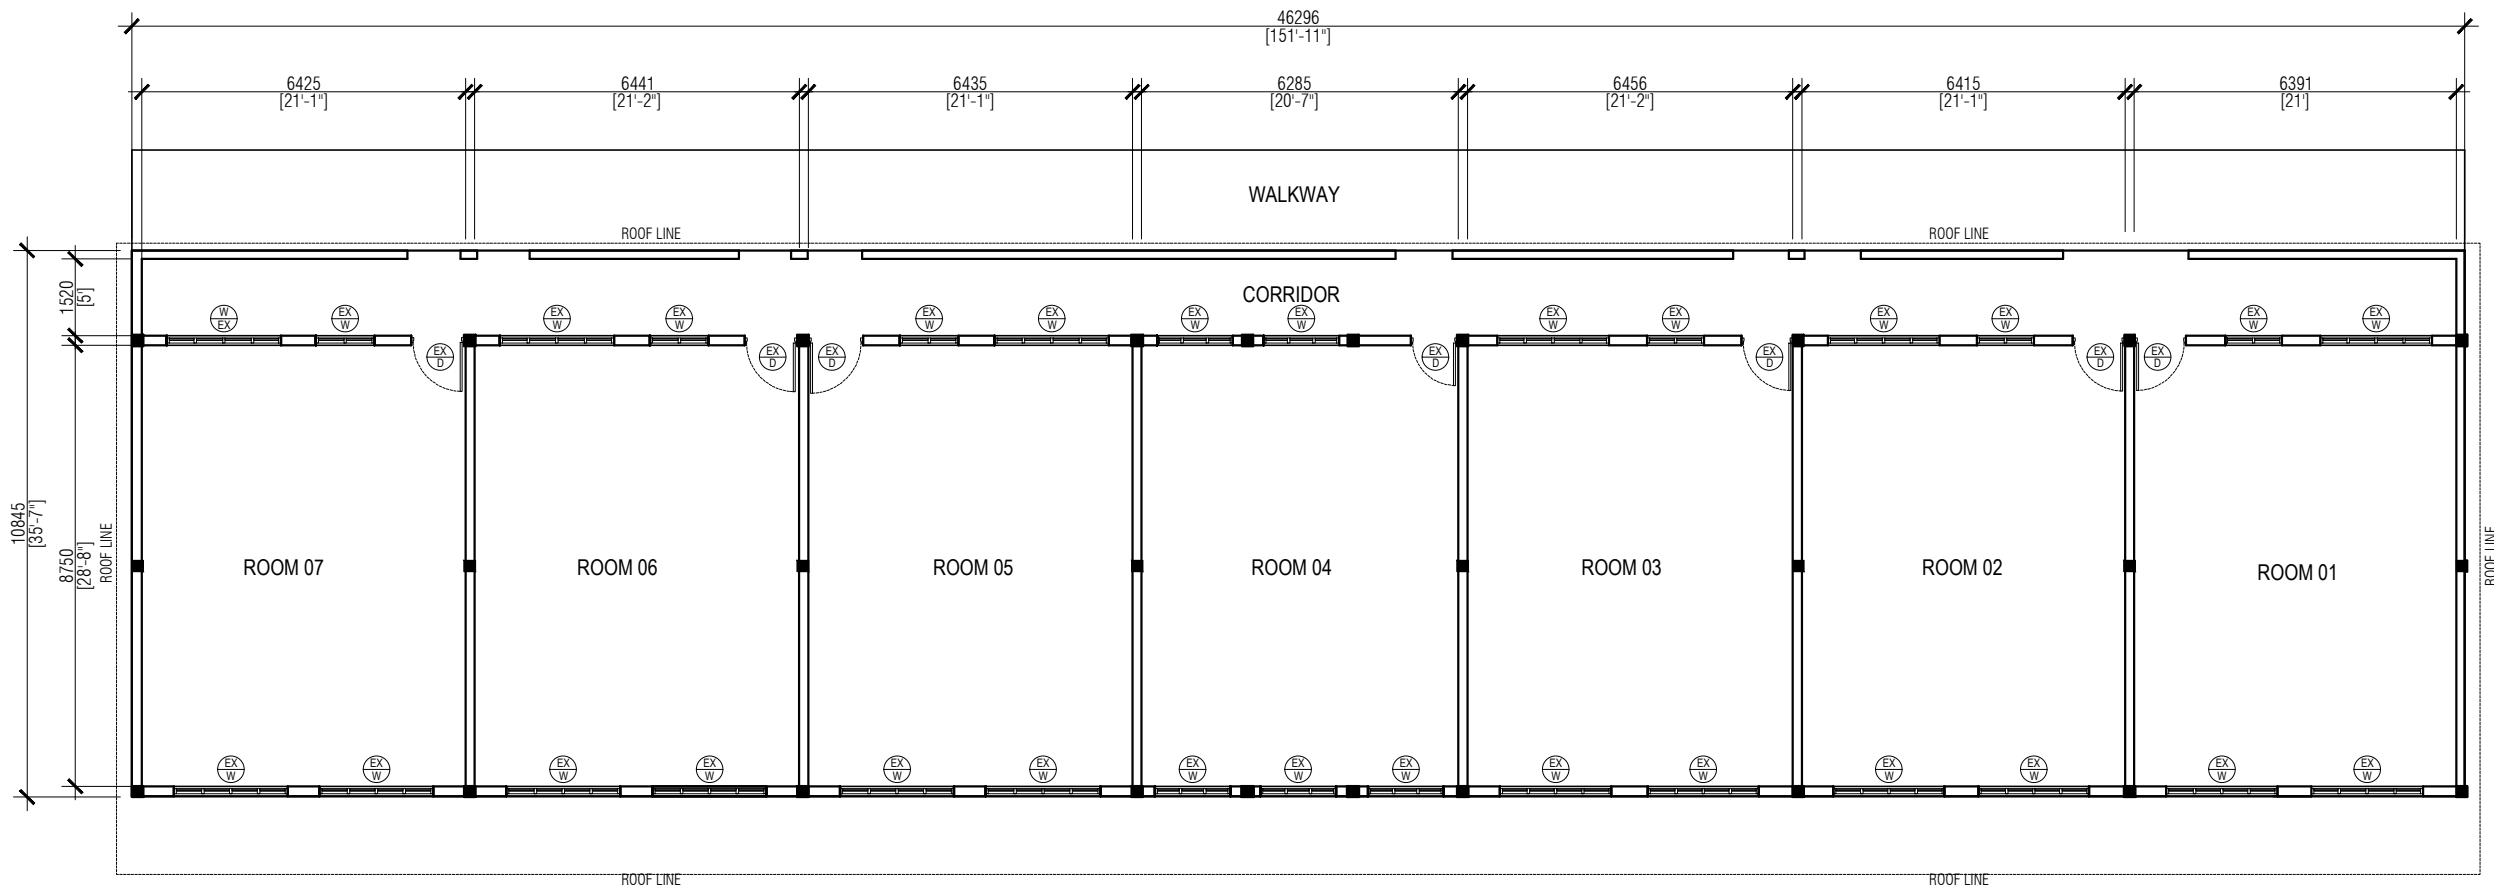 46296
[151'-11"]
6425
[21'-1"]
6441
[21'-2"]
6435
[21'-1"]
6285
[20'-7"]
6456
[21'-2"]
6415
[21'-1"]
6391
[21']
WALKWAY
ROOF LINE
ROOF LINE
1520
[5']
CORRIDOR
W
EX
EX
W
EX
W
EX
W
EX
W
EX
W
EX
W
EX
W
EX
W
EX
W
EX
W
EX
W
EX
W
EX
W
EX
D
EX
D
EX
D
EX
D
EX
D
EX
D
EX
D
10845
[35'-7"]
8750
[28'-8"]
ROOF LINE
ROOM 07
ROOM 06
ROOM 05
ROOM 04
ROOM 03
ROOM 02
ROOM 01
ROOF LINE
EX
W
EX
W
EX
W
EX
W
EX
W
EX
W
EX
W
EX
W
EX
W
EX
W
EX
W
EX
W
EX
W
EX
W
EX
W
ROOF LINE
ROOF LINE